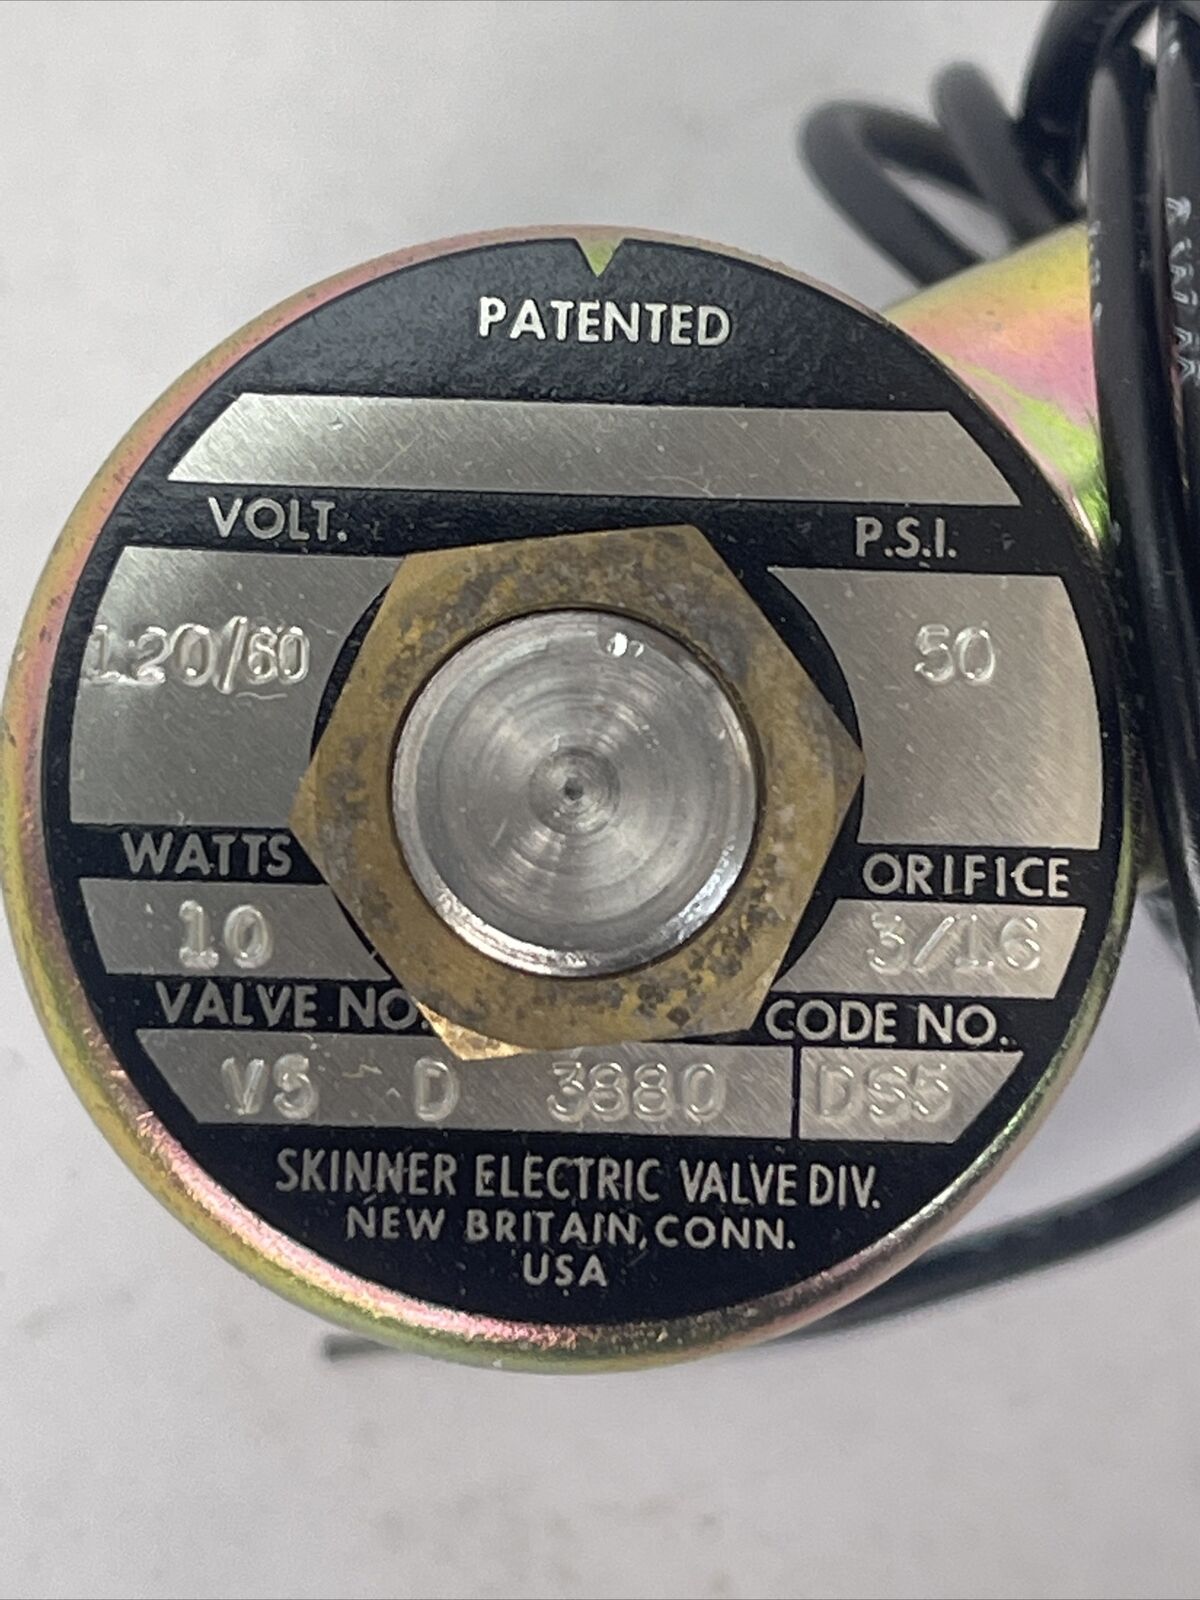 PATENTED
VOLT. P.S.I.
120/60 50
WATTS ORIFICE
10 3/16
VALVE NO. CODE NO.
V5 D 3880 DS5
SKINNER ELECTRIC VALVE DIV.
NEW BRITAIN, CONN.
USA